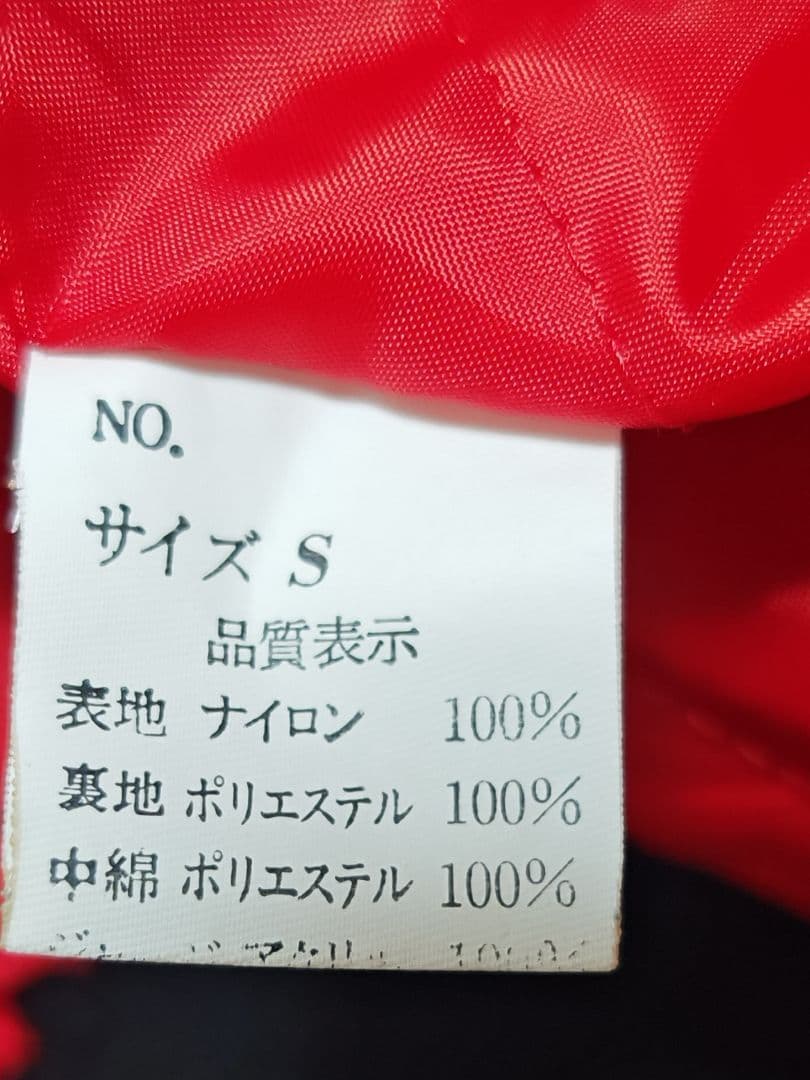 NO.
サイズ S
品質表示
表地 ナイロン 100%
裏地 ポリエステル 100%
中綿 ポリエステル 100%